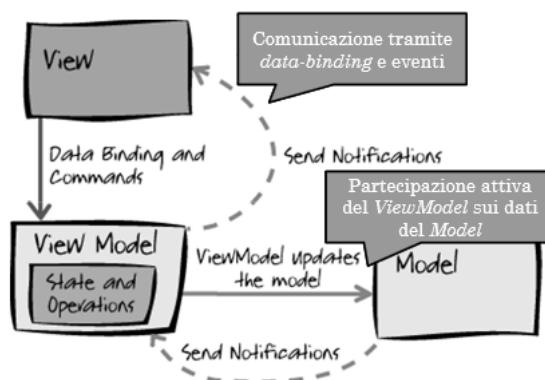 View
Comunicazione tramite
data-binding e eventi
Data Binding and
Commands
Send Notifications
Partecipazione attiva
del ViewModel sui dati
del Model
View Model
State and
Operations
ViewModel updates
the model
Model
Send Notifications